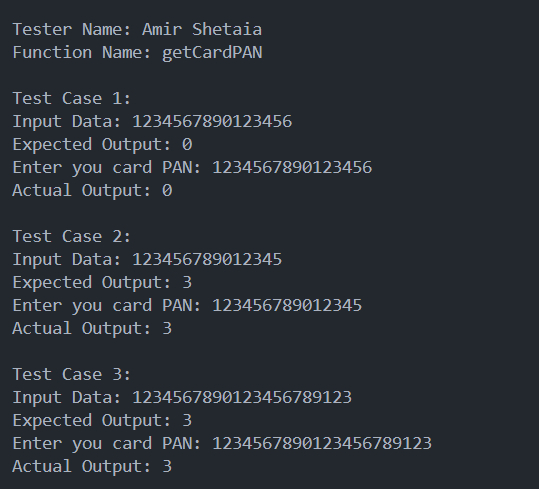 Tester Name: Amir Shetaia
Function Name: getCardPAN
Test Case 1:
Input Data: 1234567890123456
Expected Output: 0
Enter you card PAN: 1234567890123456
Actual Output: 0
Test Case 2:
Input Data: 123456789012345
Expected Output: 3
Enter you card PAN: 123456789012345
Actual Output: 3
Test Case 3:
Input Data: 1234567890123456789123
Expected Output: 3
Enter you card PAN: 1234567890123456789123
Actual Output: 3